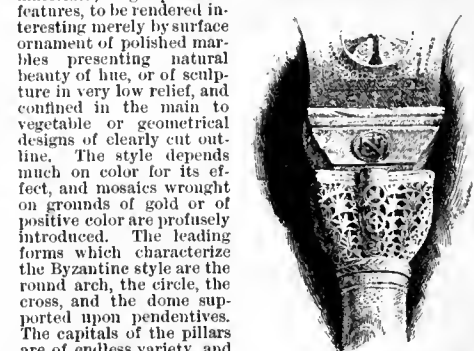 features, to be rendered in-
teresting merely by surface
ornament of polished mar-
bles presenting natural
beauty of hue, or of sculp-
ture in very low relief, and
confined in the main to
vegetable or geometrical
designs of clearly cut out-
line. The style depends
much on color for its ef-
fect, and mosaics wrought
on grounds of gold or of
positive color are profusely
introduced. The leading
forms which characterize
the Byzantine style are the
round arch, the circle, the
cross, and the dome sup-
ported upon pendentives.
The capitals of the pillars
are of endless variety, and